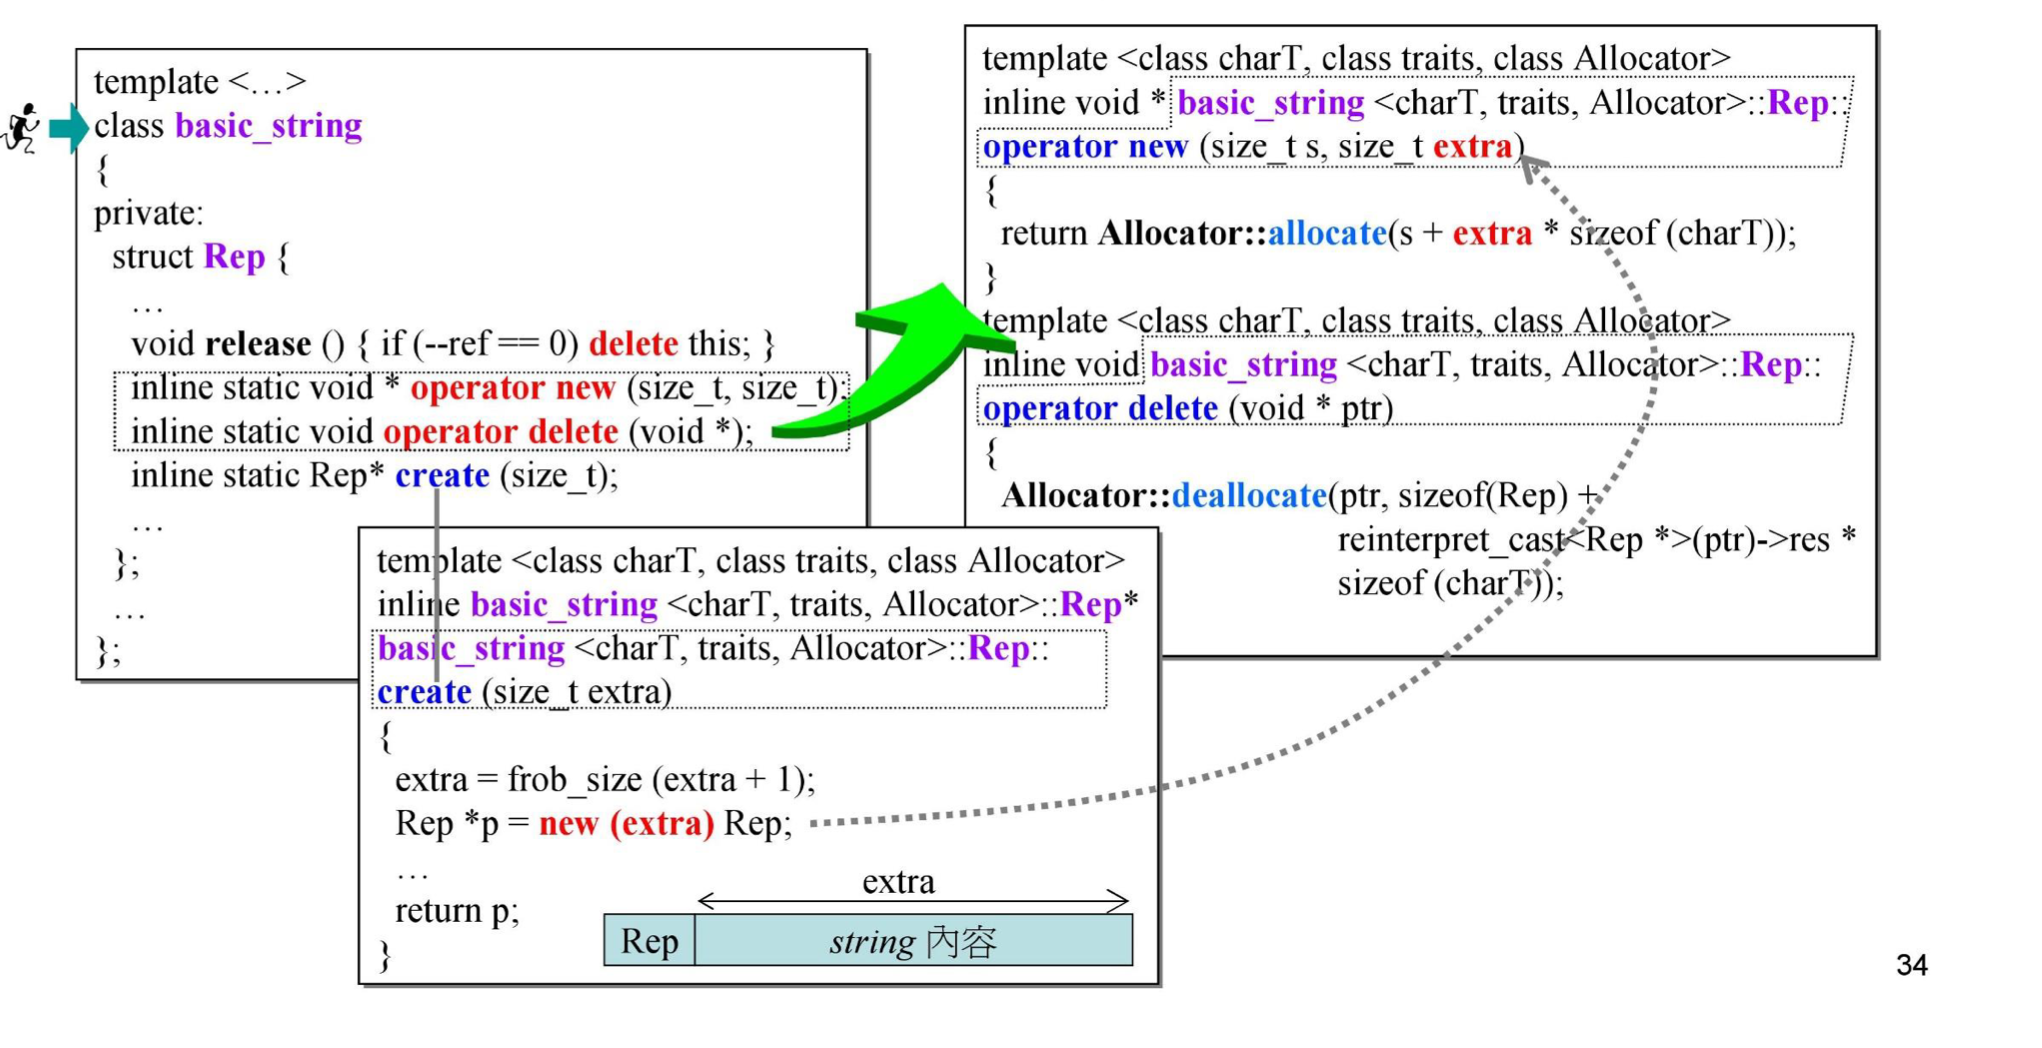 template <…>
class basic_string
{
private:
struct Rep {
…
void release () { if (--ref == 0) delete this; }
inline static void * operator new (size_t, size_t);
inline static void operator delete (void *);
inline static Rep* create (size_t);
…
};
…
};
template <class charT, class traits, class Allocator>
inline void * basic_string <charT, traits, Allocator>::Rep::
operator new (size_t s, size_t extra)
{
return Allocator::allocate(s + extra * sizeof (charT));
}
template <class charT, class traits, class Allocator>
inline void basic_string <charT, traits, Allocator>::Rep::
operator delete (void * ptr)
{
Allocator::deallocate(ptr, sizeof(Rep) +
reinterpret_cast<Rep *>(ptr)->res *
sizeof (charT));
template <class charT, class traits, class Allocator>
inline basic_string <charT, traits, Allocator>::Rep*
basic_string <charT, traits, Allocator>::Rep::
create (size_t extra)
{
extra = frob_size (extra + 1);
Rep *p = new (extra) Rep;
…
return p;
}
extra
Rep
string 內容
34